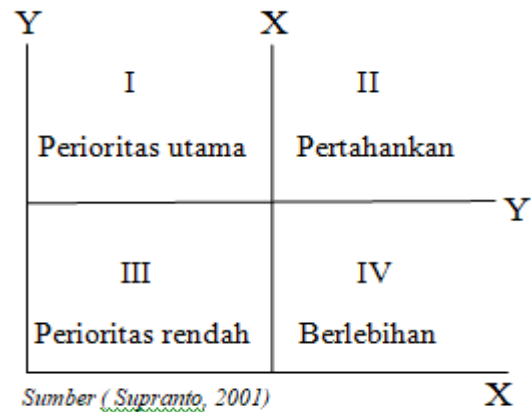 Y X
I II
Perioritas utama Pertahankan
Y
III IV
Perioritas rendah Berlebihan
Sumber ( Supranto, 2001) X